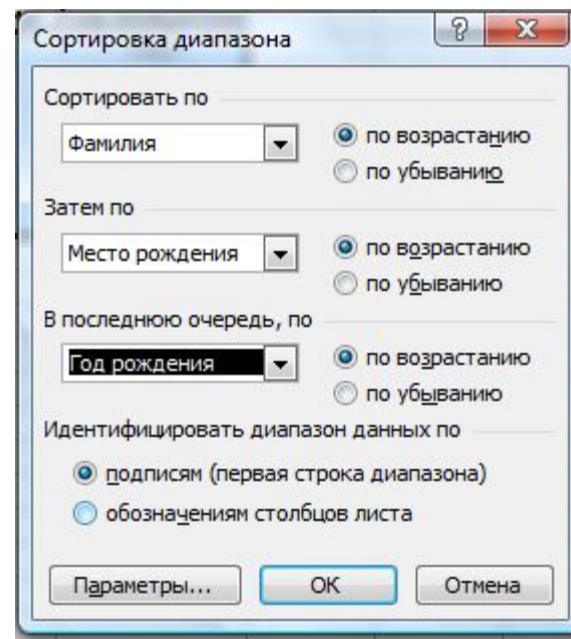 Сортировка диапазона
Сортировать по
Фамилия
по возрастанию
по убыванию
Затем по
Место рождения
по возрастанию
по убыванию
В последнюю очередь, по
Год рождения
по возрастанию
по убыванию
Идентифицировать диапазон данных по
подписям (первая строка диапазона)
обозначениям столбцов листа
Параметры... ОК Отмена